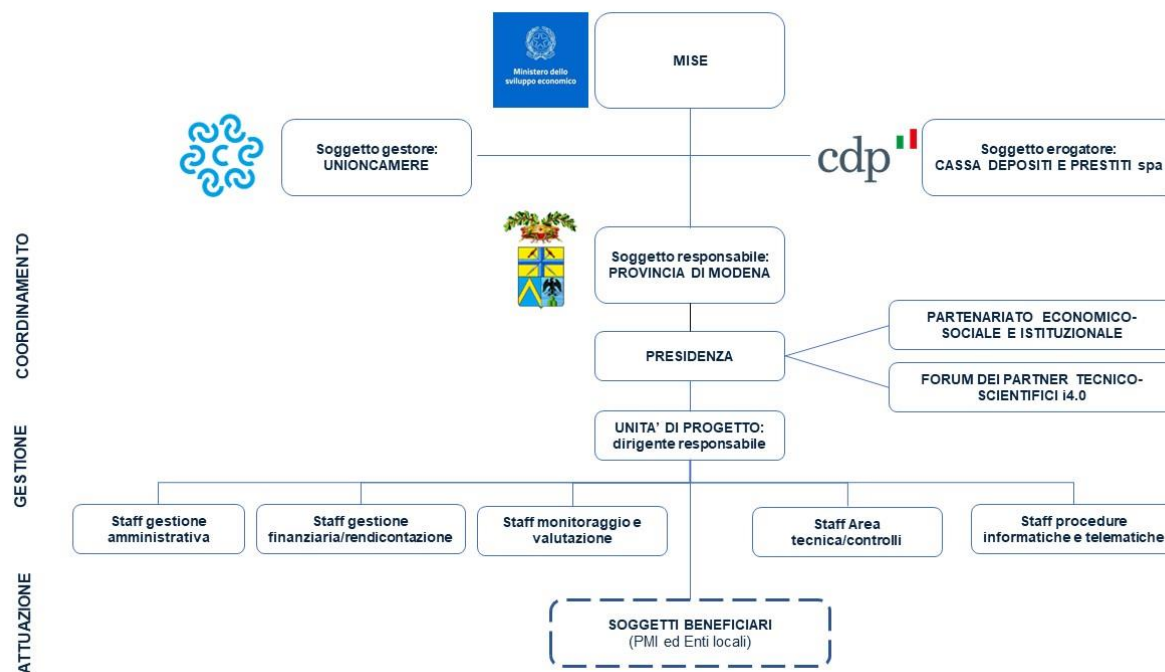 Ministero dello
sviluppo economico
MISE
Soggetto gestore:
UNIONCAMERE
cdp
Soggetto erogatore:
CASSA DEPOSITI E PRESTITI spa
Soggetto responsabile:
PROVINCIA DI MODENA
COORDINAMENTO
PRESIDENZA
PARTENARIATO ECONOMICO-
SOCIALE E ISTITUZIONALE
FORUM DEI PARTNER TECNICO-
SCIENTIFICI i4.0
GESTIONE
UNITA' DI PROGETTO:
dirigente responsabile
Staff gestione
amministrativa
Staff gestione
finanziaria/rendicontazione
Staff monitoraggio e
valutazione
Staff Area
tecnica/controlli
Staff procedure
informatiche e telematiche
ATTUAZIONE
SOGGETTI BENEFICIARI
(PMI ed Enti locali)